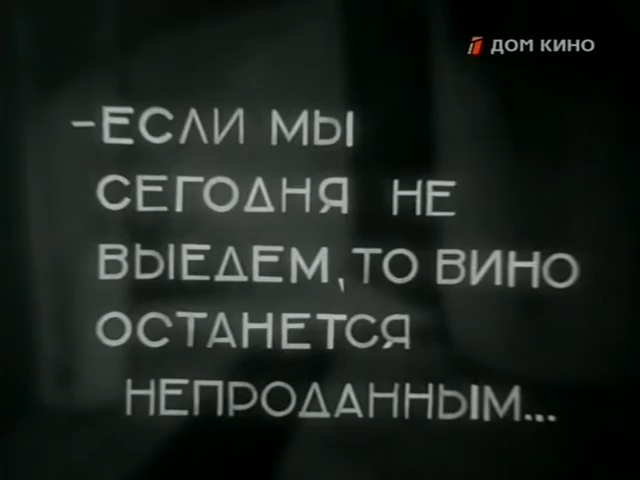 ДОМ КИНО
-ЕСЛИ МЫ
СЕГОДНЯ НЕ
ВЫЕДЕМ, ТО ВИНО
ОСТАНЕТСЯ
НЕПРОДАННЫМ...